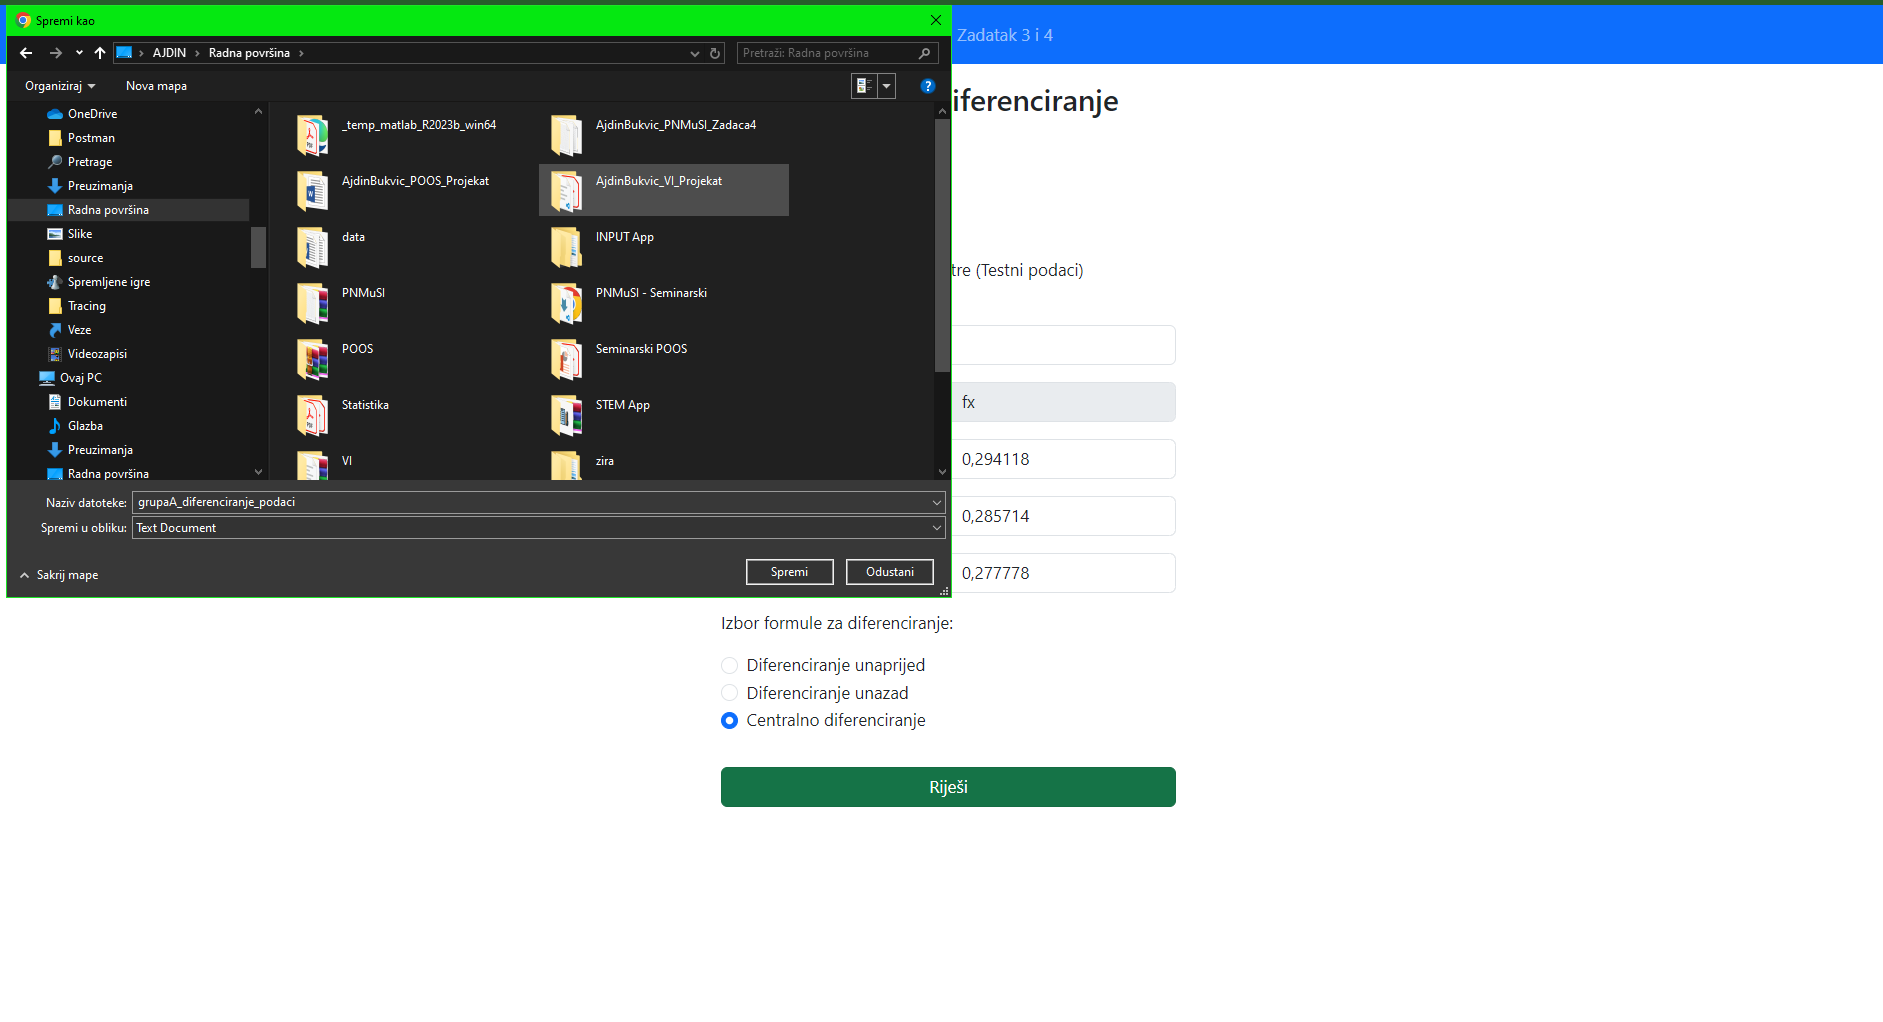 Spremi kao
AJDIN
Radna površina
Pretraži: Radna površina
Organiziraj
Nova mapa
OneDrive
Postman
Pretrage
Preuzimanja
Radna površina
Slike
source
Spremljene igre
Tracing
Veze
Videozapisi
Ovaj PC
Dokumenti
Glazba
Preuzimanja
Radna površina
_temp_matlab_R2023b_win64
AjdinBukvic_PNMuSI_Zadaca4
AjdinBukvic_POOS_Projekat
AjdinBukvic_VI_Projekat
data
INPUT App
PNMuSI
PNMuSI - Seminarski
POOS
Seminarski POOS
Statistika
STEM App
VI
zira
Naziv datoteke: grupaA_diferenciranje_podaci
Spremi u obliku: Text Document
Sakrij mape
Spremi
Odustani
Zadatak 3 i 4
iferenciranje
tre (Testni podaci)
fx
0,294118
0,285714
0,277778
Izbor formule za diferenciranje:
Diferenciranje unaprijed
Diferenciranje unazad
Centralno diferenciranje
Riješi